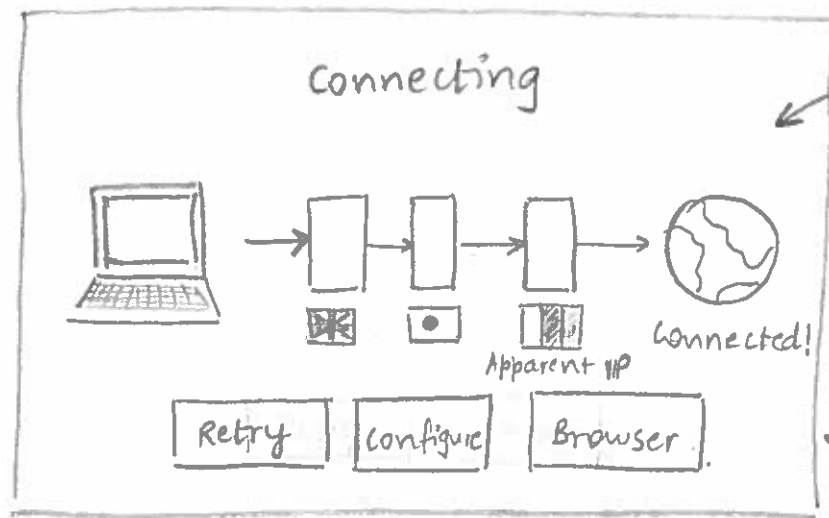 Connecting
Connected!
Apparent IP
Retry
Configure
Browser